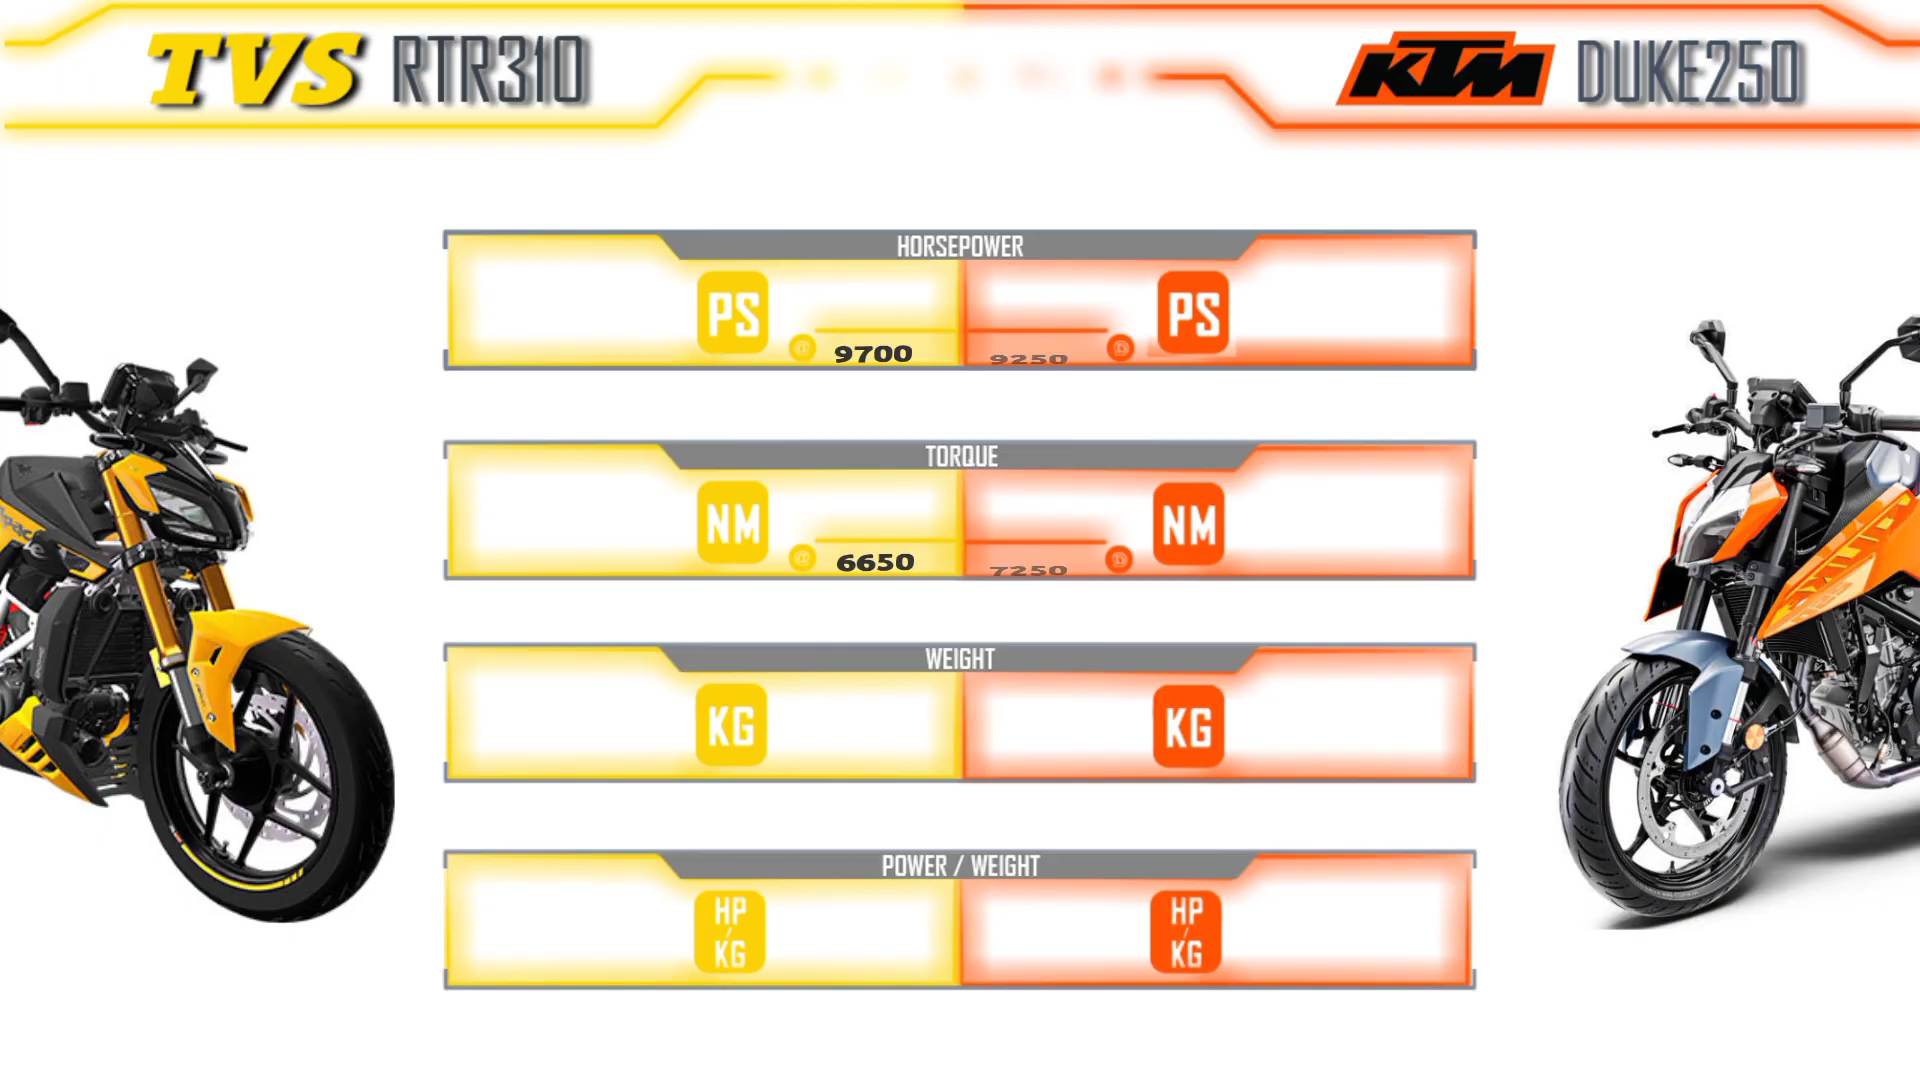 TVS RTR310
KTM DUKE250
HORSEPOWER
PS
PS
@ 9700
9250
TORQUE
NM
NM
@ 6650
7250
WEIGHT
KG
KG
POWER / WEIGHT
HP
/
KG
HP
/
KG